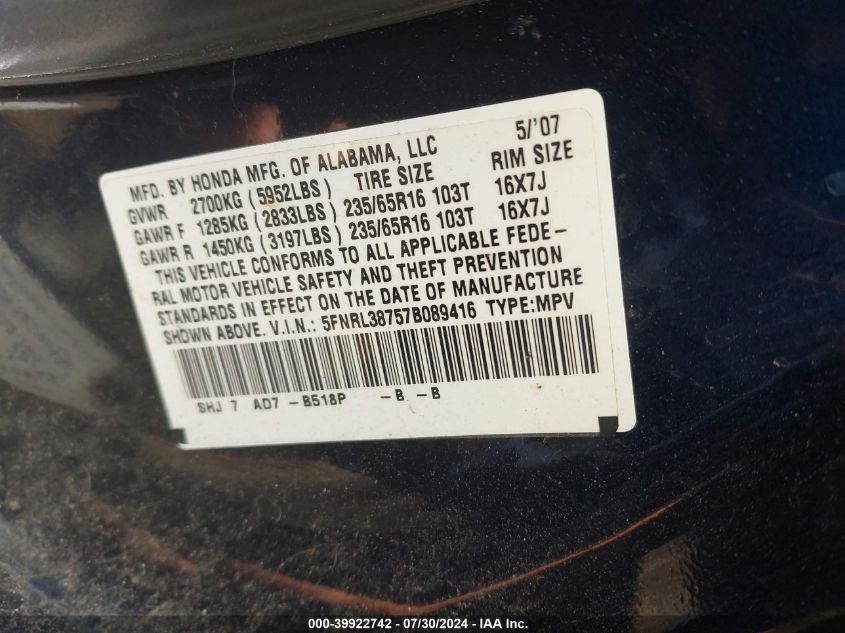 MFD. BY HONDA MFG. OF ALABAMA, LLC 5/'07
GVWR 2700KG (5952LBS) TIRE SIZE RIM SIZE
GAWR F 1285KG (2833LBS) 235/65R16 103T 16X7J
GAWR R 1450KG (3197LBS) 235/65R16 103T 16X7J
THIS VEHICLE CONFORMS TO ALL APPLICABLE FEDE-
RAL MOTOR VEHICLE SAFETY AND THEFT PREVENTION
STANDARDS IN EFFECT ON THE DATE OF MANUFACTURE
SHOWN ABOVE. V.I.N.: 5FNRL38757B089416 TYPE:MPV
SHJ 7 AD7 -B518P -B -B
000-39922742 / 07/30/2024 - IAA Inc.